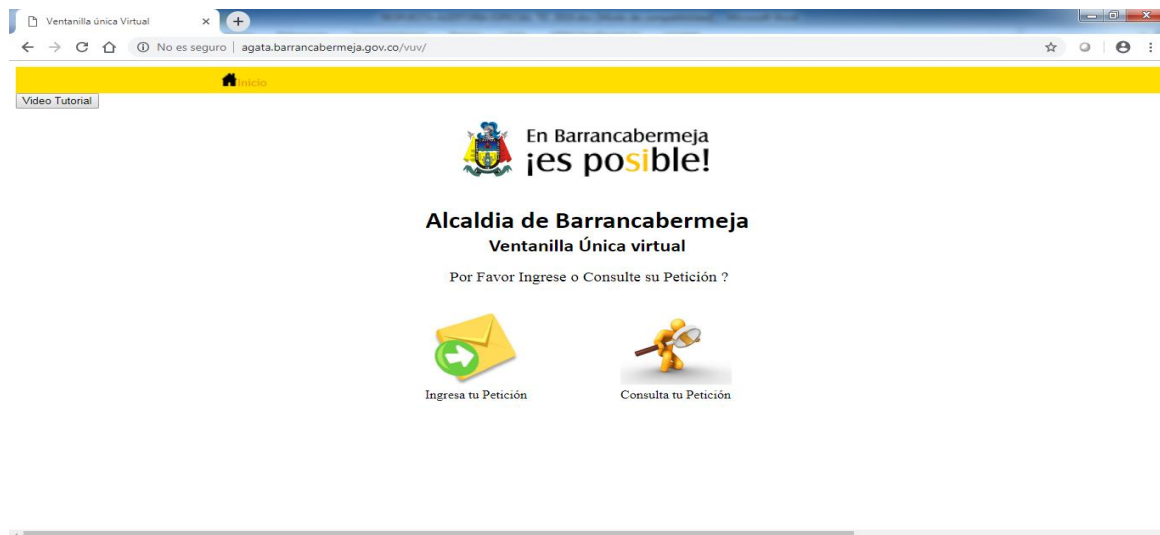 Ventanilla única Virtual
No es seguro | agata.barrancabermeja.gov.co/vuv/
Inicio
Video Tutorial
En Barrancabermeja
¡es posible!
Alcaldia de Barrancabermeja
Ventanilla Única virtual
Por Favor Ingrese o Consulte su Petición ?
Ingresa tu Petición
Consulta tu Petición